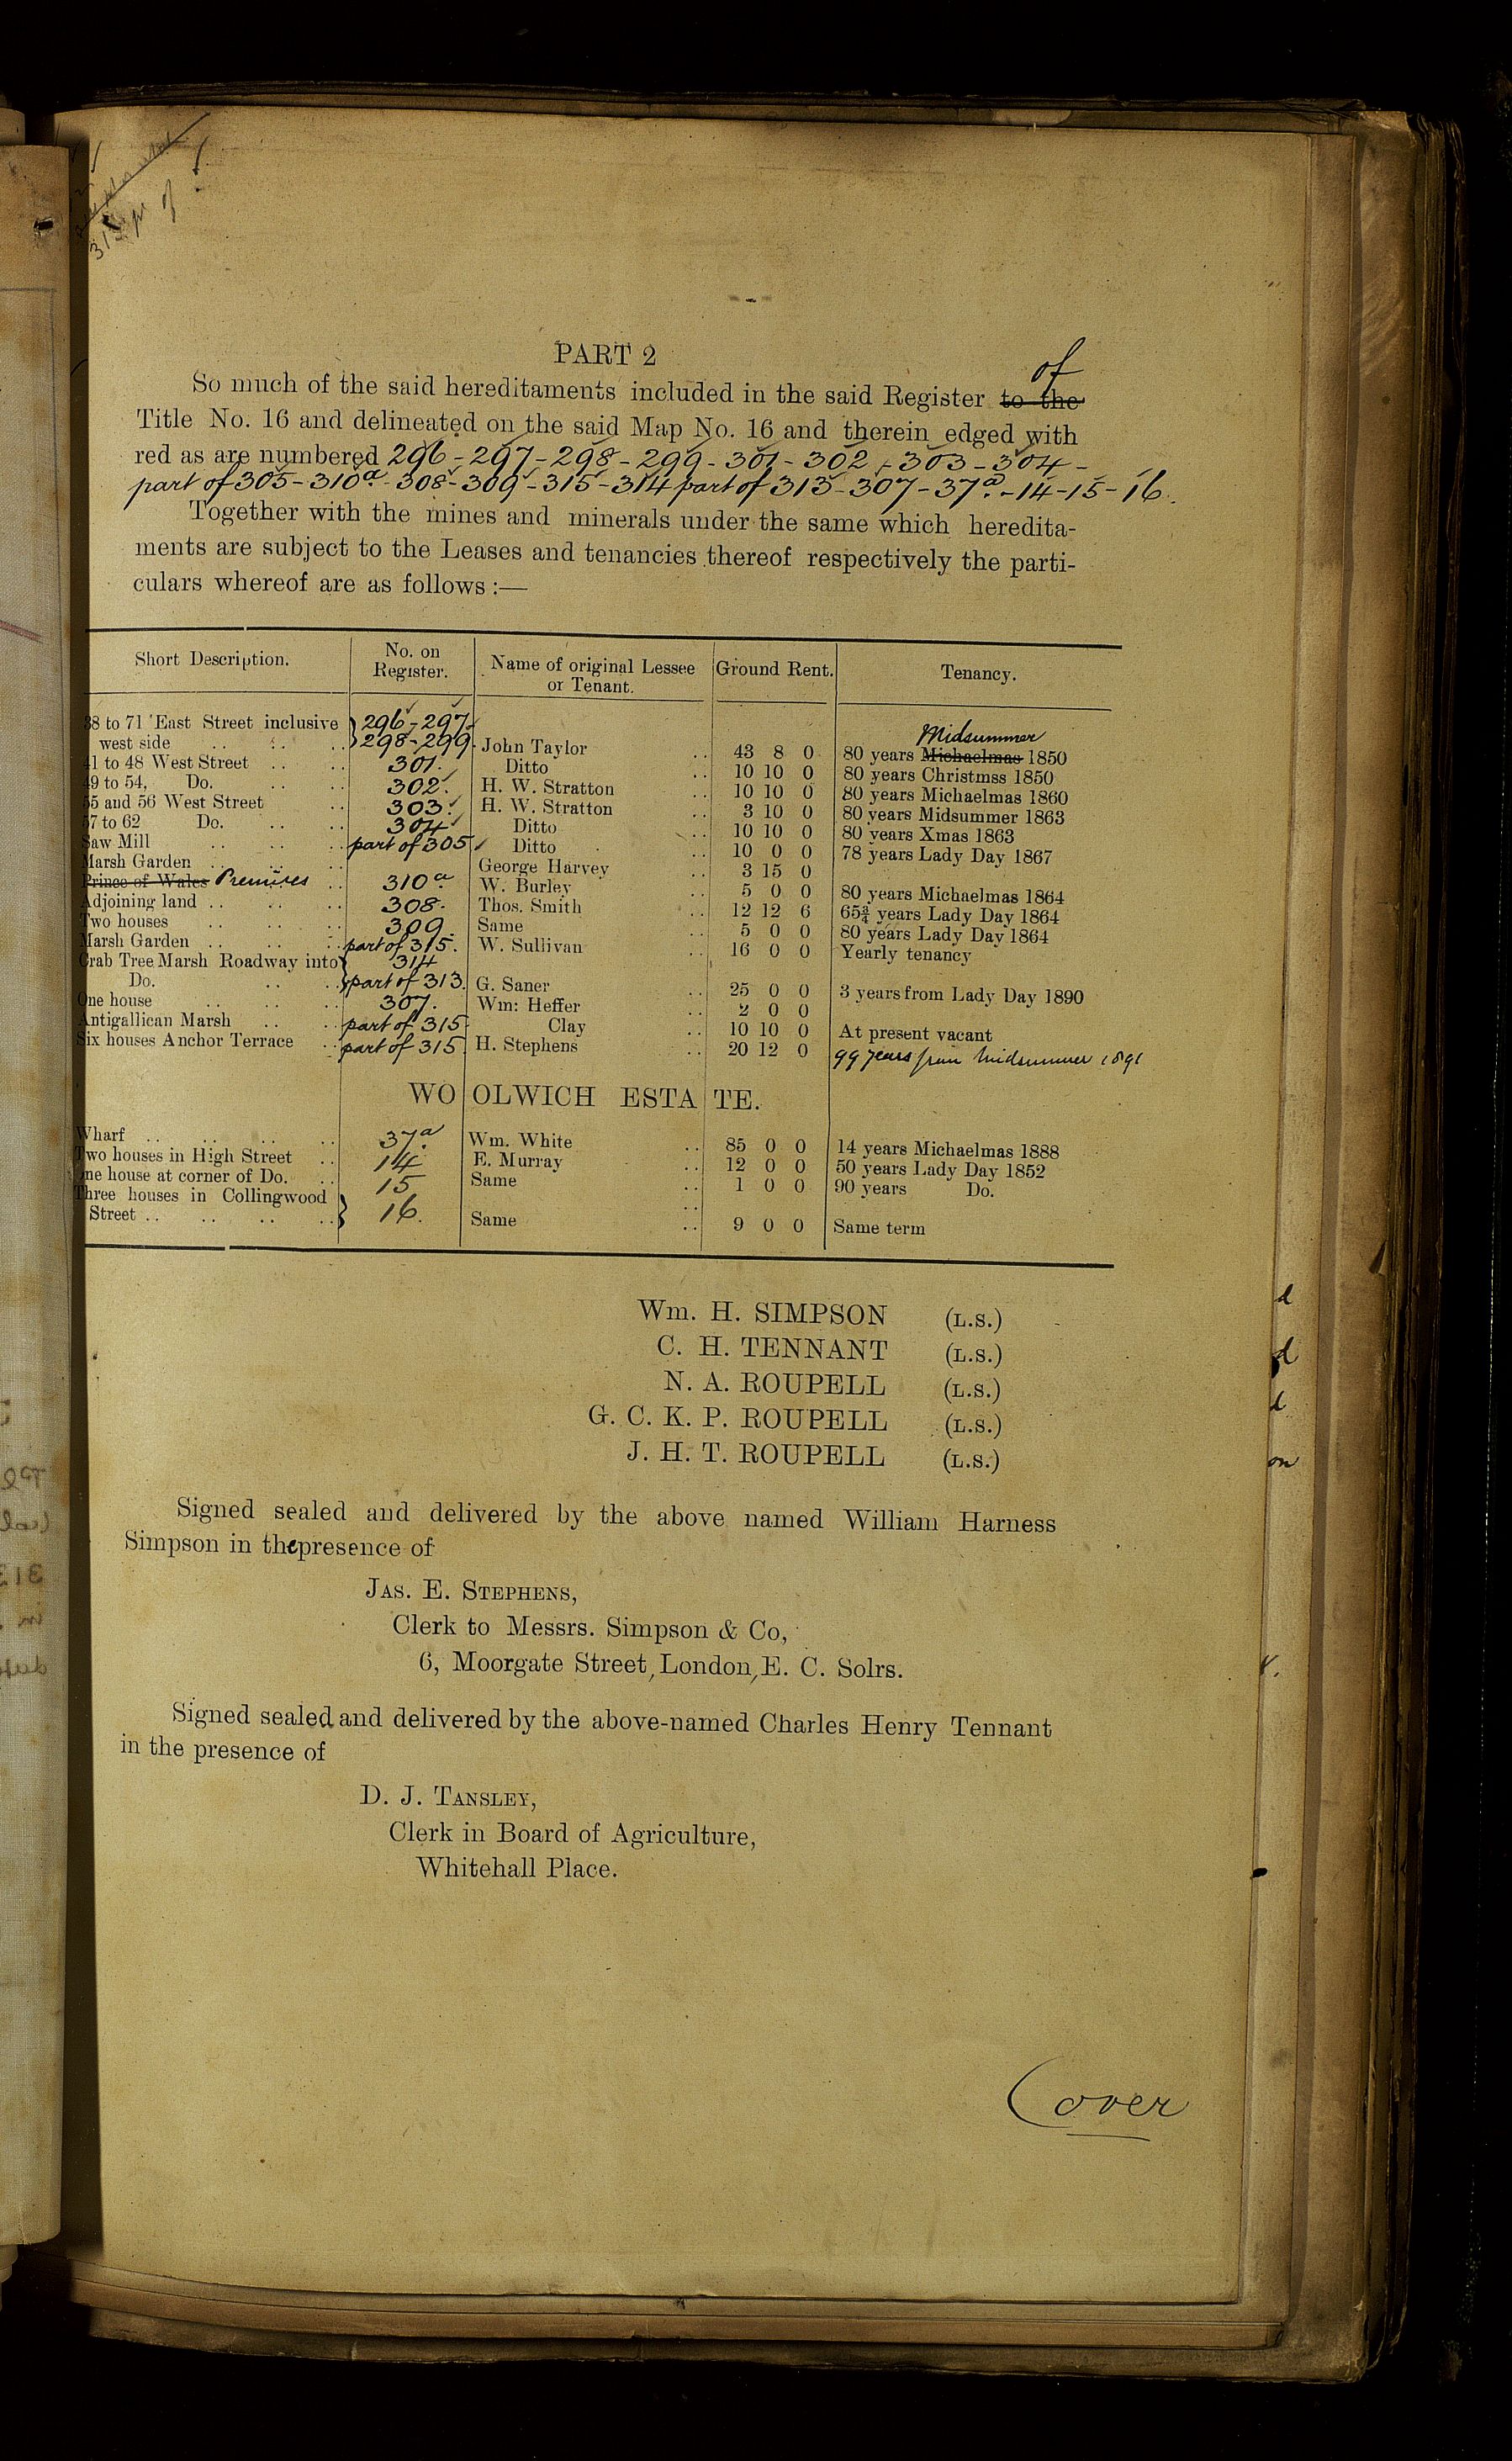 315 pt of
PART 2
of
So much of the said hereditaments included in the said Register to the
Title No. 16 and delineated on the said Map No. 16 and therein edged with
red as are numbered 296 - 297 - 298 - 299 - 301 - 302 - 303 - 304 -
part of 305 - 310a - 308 - 309 - 315 - 314 part of 313 - 307 - 37a. - 14 - 15 - 16.
Together with the mines and minerals under the same which heredita-
ments are subject to the Leases and tenancies thereof respectively the parti-
culars whereof are as follows :—
Short Description. No. on Register. Name of original Lessee or Tenant. Ground Rent. Tenancy.
38 to 71 East Street inclusive } 296 - 297 Midsummer
west side .. .. .. } 298 - 299. John Taylor .. 43 8 0 80 years Michaelmas 1850
41 to 48 West Street .. .. 301. Ditto .. 10 10 0 80 years Christmss 1850
49 to 54, Do. .. .. 302. H. W. Stratton .. 10 10 0 80 years Michaelmas 1860
55 and 56 West Street .. 303. H. W. Stratton .. 3 10 0 80 years Midsummer 1863
57 to 62 Do. .. .. 304 Ditto .. 10 10 0 80 years Xmas 1863
Saw Mill .. .. .. part of 305 Ditto .. 10 0 0 78 years Lady Day 1867
Marsh Garden .. .. .. George Harvey .. 3 15 0
Prince of Wales Premises .. 310a. W. Burley .. 5 0 0 80 years Michaelmas 1864
Adjoining land .. .. .. 308. Thos. Smith .. 12 12 6 65¾ years Lady Day 1864
Two houses .. .. .. 309. Same .. 5 0 0 80 years Lady Day 1864
Marsh Garden .. .. .. part of 315. W. Sullivan .. 16 0 0 Yearly tenancy
Crab Tree Marsh Roadway into } 314
Do. .. .. } part of 313. G. Saner .. 25 0 0 3 years from Lady Day 1890
One house .. .. .. 307. Wm: Heffer .. 2 0 0
Antigallican Marsh .. .. part of 315 Clay .. 10 10 0 At present vacant
Six houses Anchor Terrace .. part of 315 H. Stephens .. 20 12 0 99 years from Midsummer 1891
WOOLWICH ESTATE.
Wharf .. .. .. .. 37a. Wm. White .. 85 0 0 14 years Michaelmas 1888
Two houses in High Street .. 14 E. Murray .. 12 0 0 50 years Lady Day 1852
One house at corner of Do. .. 15 Same .. 1 0 0 90 years Do.
Three houses in Collingwood }
Street .. .. .. .. } 16. Same .. 9 0 0 Same term
Wm. H. SIMPSON (L.S.)
C. H. TENNANT (L.S.)
N. A. ROUPELL (L.S.)
G. C. K. P. ROUPELL (L.S.)
J. H. T. ROUPELL (L.S.)
Signed sealed and delivered by the above named William Harness
Simpson in the presence of
JAS. E. STEPHENS,
Clerk to Messrs. Simpson & Co,
6, Moorgate Street, London, E. C. Solrs.
Signed sealed and delivered by the above-named Charles Henry Tennant
in the presence of
D. J. TANSLEY,
Clerk in Board of Agriculture,
Whitehall Place.
(over